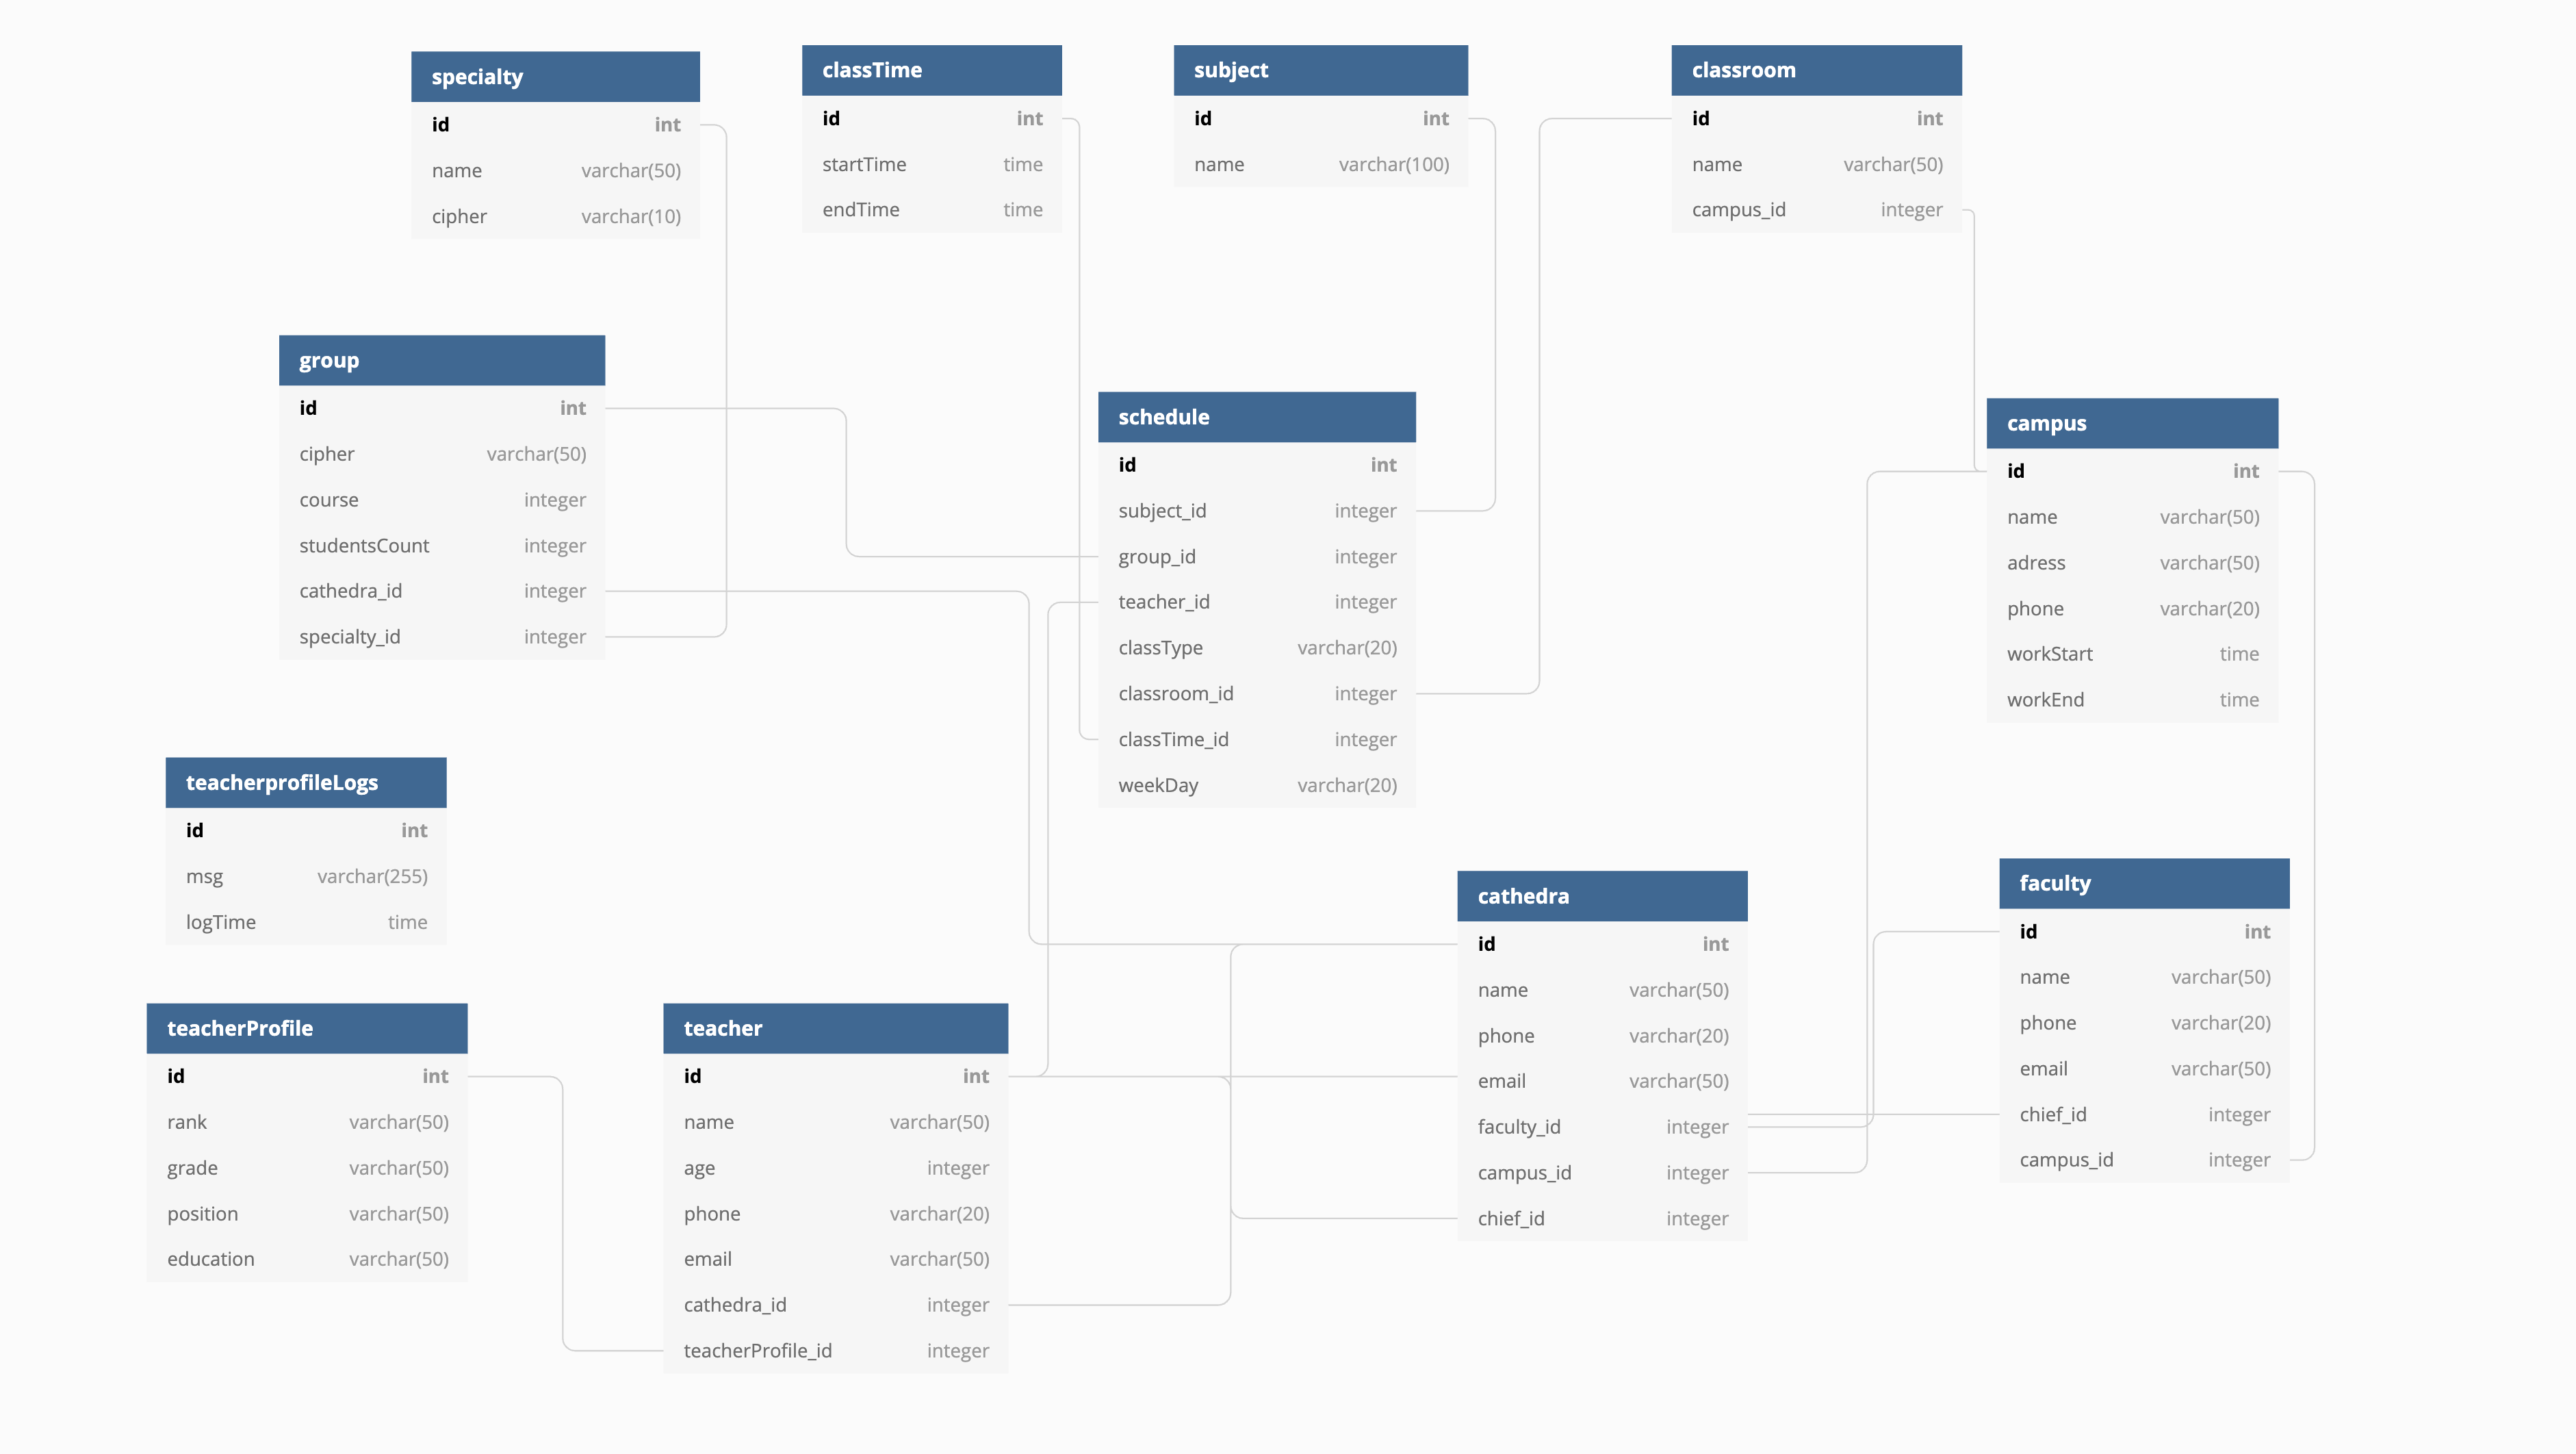 specialty
id int
name varchar(50)
cipher varchar(10)
classTime
id int
startTime time
endTime time
subject
id int
name varchar(100)
classroom
id int
name varchar(50)
campus_id integer
group
id int
cipher varchar(50)
course integer
studentsCount integer
cathedra_id integer
specialty_id integer
schedule
id int
subject_id integer
group_id integer
teacher_id integer
classType varchar(20)
classroom_id integer
classTime_id integer
weekDay varchar(20)
campus
id int
name varchar(50)
adress varchar(50)
phone varchar(20)
workStart time
workEnd time
teacherprofileLogs
id int
msg varchar(255)
logTime time
teacherProfile
id int
rank varchar(50)
grade varchar(50)
position varchar(50)
education varchar(50)
teacher
id int
name varchar(50)
age integer
phone varchar(20)
email varchar(50)
cathedra_id integer
teacherProfile_id integer
cathedra
id int
name varchar(50)
phone varchar(20)
email varchar(50)
faculty_id integer
campus_id integer
chief_id integer
faculty
id int
name varchar(50)
phone varchar(20)
email varchar(50)
chief_id integer
campus_id integer